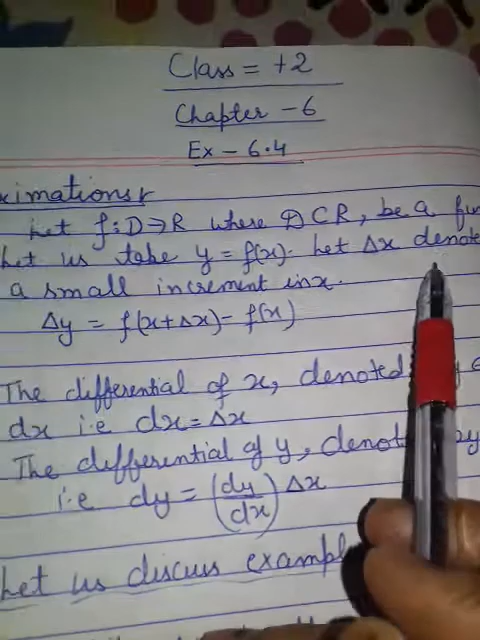 Class = +2
Chapter - 6
Ex - 6.4
ximations
Let f: D→R where D⊂R, be a fun
Let us take y = f(x). Let Δx denote
a small increment in x.
Δy = f(x+Δx) - f(x)
The differential of x, denoted
dx i.e dx = Δx
The differential of y, denot
i.e dy = (dy/dx) Δx
Let us discuss exampl